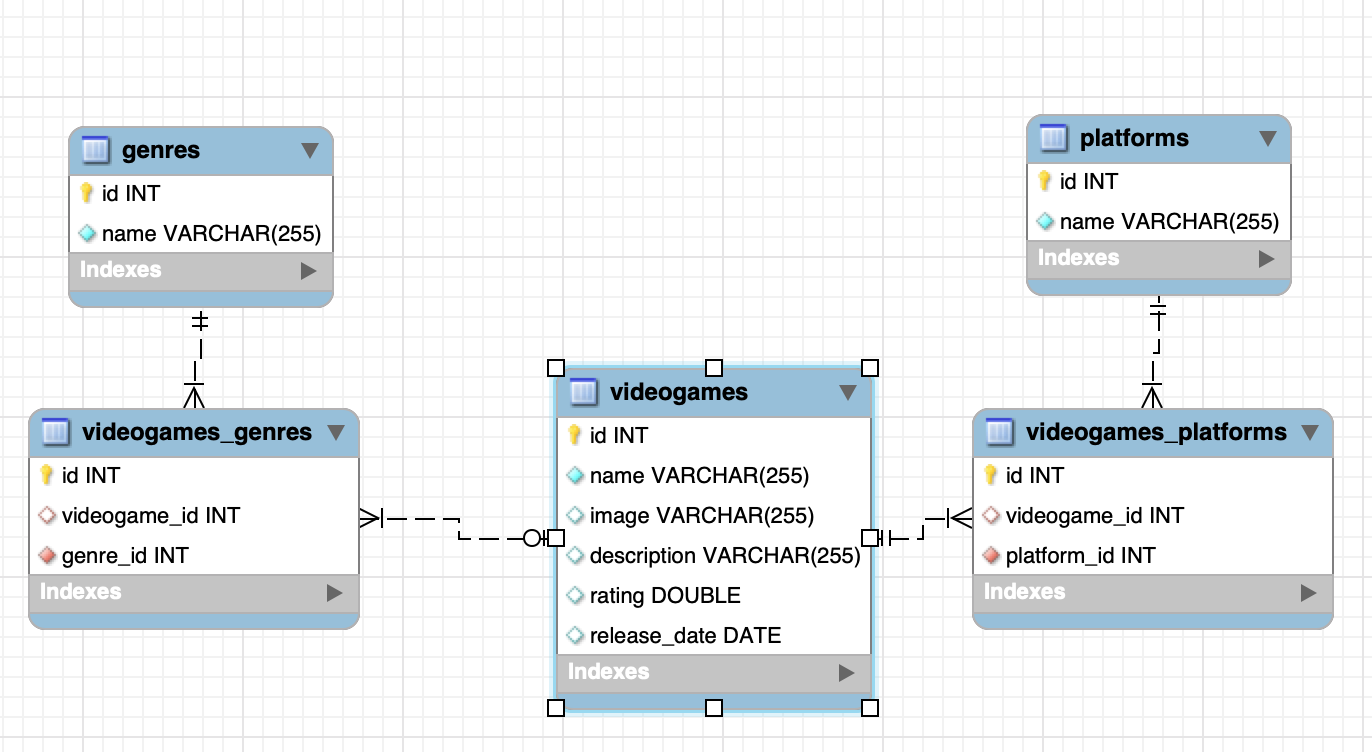 genres
id INT
name VARCHAR(255)
Indexes
platforms
id INT
name VARCHAR(255)
Indexes
videogames_genres
id INT
videogame_id INT
genre_id INT
Indexes
videogames
id INT
name VARCHAR(255)
image VARCHAR(255)
description VARCHAR(255)
rating DOUBLE
release_date DATE
Indexes
videogames_platforms
id INT
videogame_id INT
platform_id INT
Indexes